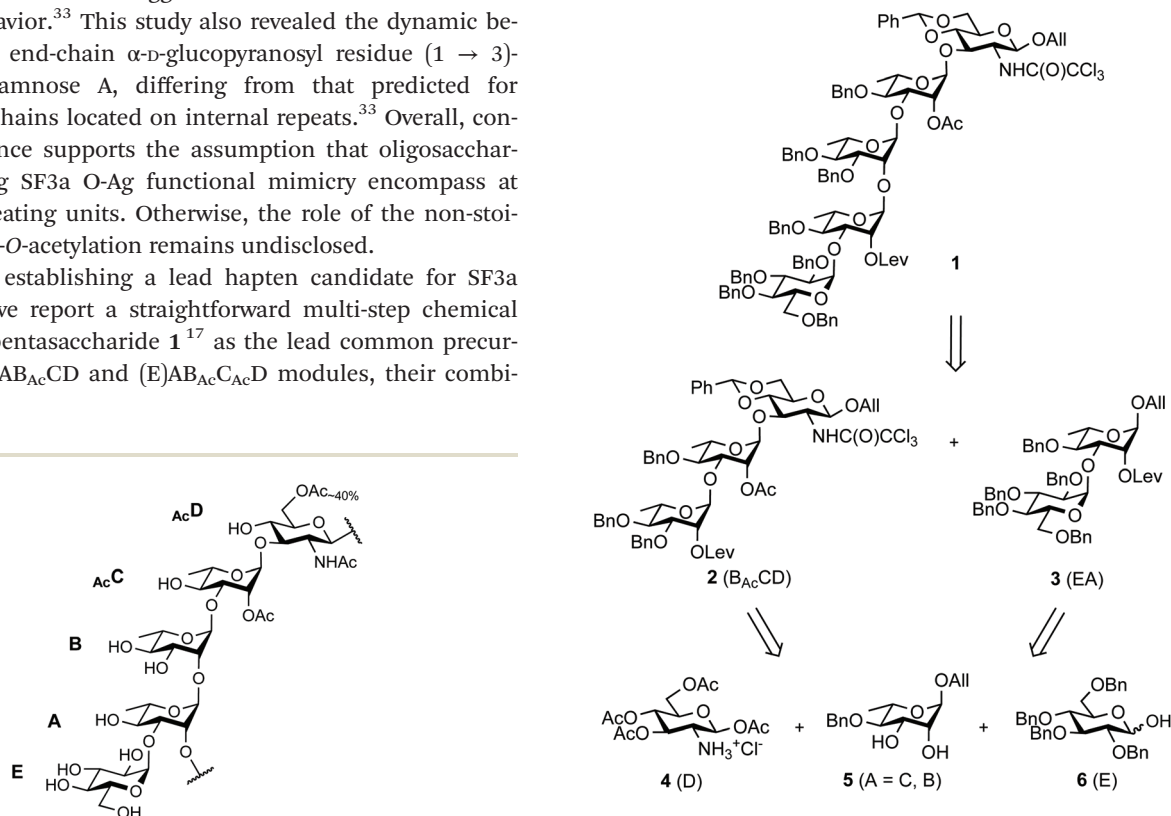 avior.33 This study also revealed the dynamic be-
end-chain α-D-glucopyranosyl residue (1 → 3)-
amnose A, differing from that predicted for
hains located on internal repeats.33 Overall, con-
nce supports the assumption that oligosacchar-
g SF3a O-Ag functional mimicry encompass at
eating units. Otherwise, the role of the non-stoi-
-O-acetylation remains undisclosed.
establishing a lead hapten candidate for SF3a
ve report a straightforward multi-step chemical
pentasaccharide 1 17 as the lead common precur-
ABAcCD and (E)ABAcCAcD modules, their combi-
OAc~40%
AcD
HO
O
O
NHAc
AcC
HO
O
O
OAc
B
HO
O
HO
O
A
HO
O
O
O
E
HO
HO
HO
O
OH
Ph
O
O
O
OAll
O
NHC(O)CCl3
BnO
O
O
OAc
BnO
O
BnO
O
BnO
O
O
OLev
BnO
BnO
BnO
O
OBn
1
Ph
O
O
O
OAll
O
NHC(O)CCl3
BnO
O
O
OAc
BnO
O
BnO
OLev
2 (BAcCD)
+
OAll
BnO
O
O
OLev
BnO
BnO
BnO
O
OBn
3 (EA)
OAc
AcO
O
AcO
OAc
NH3+Cl-
4 (D)
+
OAll
BnO
O
HO
OH
5 (A = C, B)
+
OBn
BnO
O
BnO
OH
OBn
6 (E)